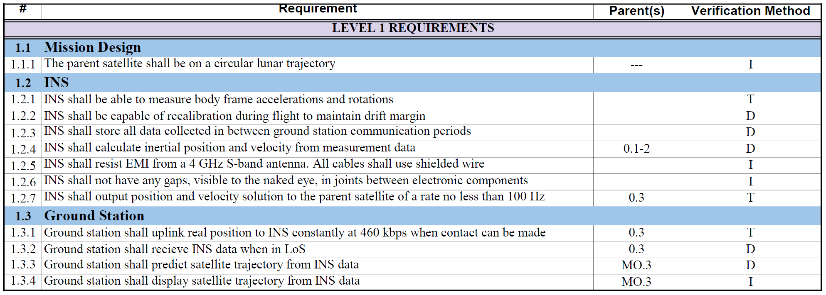 # Requirement Parent(s) Verification Method
LEVEL 1 REQUIREMENTS
1.1 Mission Design
1.1.1 The parent satellite shall be on a circular lunar trajectory --- I
1.2 INS
1.2.1 INS shall be able to measure body frame accelerations and rotations T
1.2.2 INS shall be capable of recalibration during flight to maintain drift margin D
1.2.3 INS shall store all data collected in between ground station communication periods D
1.2.4 INS shall calculate inertial position and velocity from measurement data 0.1-2 D
1.2.5 INS shall resist EMI from a 4 GHz S-band antenna. All cables shall use shielded wire I
1.2.6 INS shall not have any gaps, visible to the naked eye, in joints between electronic components I
1.2.7 INS shall output position and velocity solution to the parent satellite of a rate no less than 100 Hz 0.3 T
1.3 Ground Station
1.3.1 Ground station shall uplink real position to INS constantly at 460 kbps when contact can be made 0.3 T
1.3.2 Ground station shall recieve INS data when in LoS 0.3 D
1.3.3 Ground station shall predict satellite trajectory from INS data MO.3 D
1.3.4 Ground station shall display satellite trajectory from INS data MO.3 I